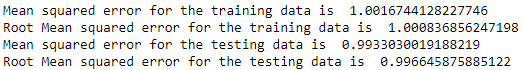 Mean squared error for the training data is  1.0016744128227746
Root Mean squared error for the training data is  1.000836856247198
Mean squared error for the testing data is  0.9933030019188219
Root Mean squared error for the testing data is  0.996645875885122